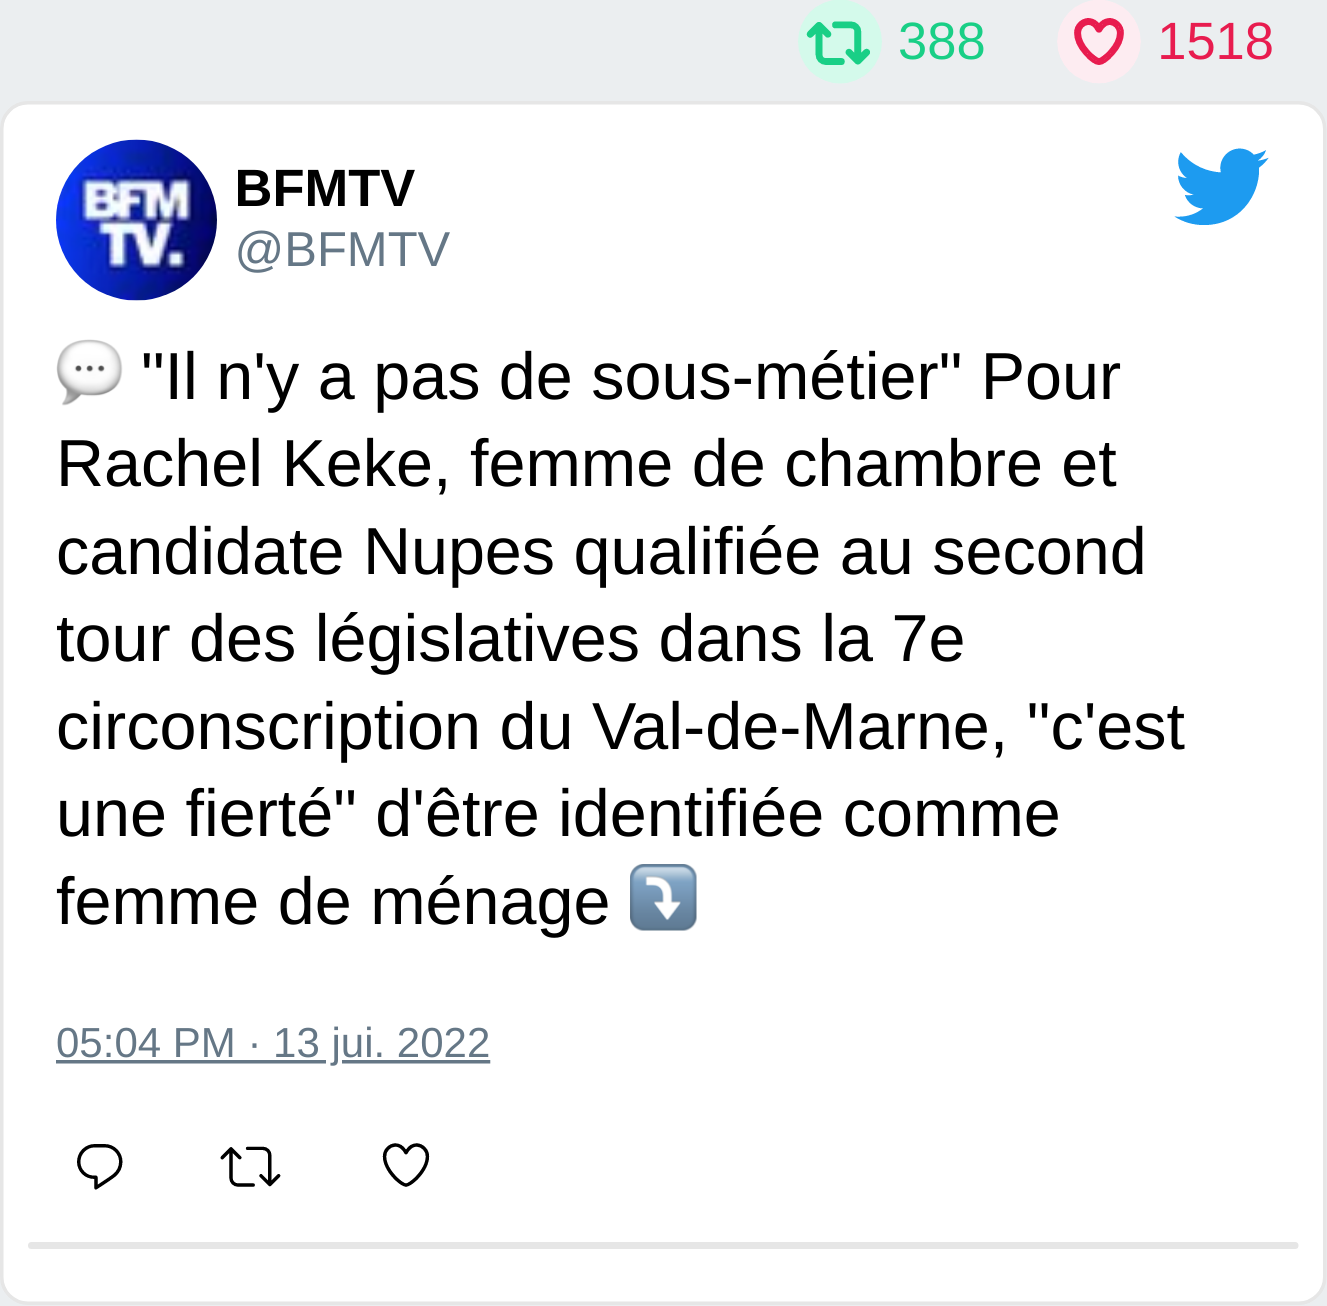 388 1518
BFM
TV.
BFMTV
@BFMTV
💬 "Il n'y a pas de sous-métier" Pour
Rachel Keke, femme de chambre et
candidate Nupes qualifiée au second
tour des législatives dans la 7e
circonscription du Val-de-Marne, "c'est
une fierté" d'être identifiée comme
femme de ménage ⤵️
05:04 PM · 13 jui. 2022